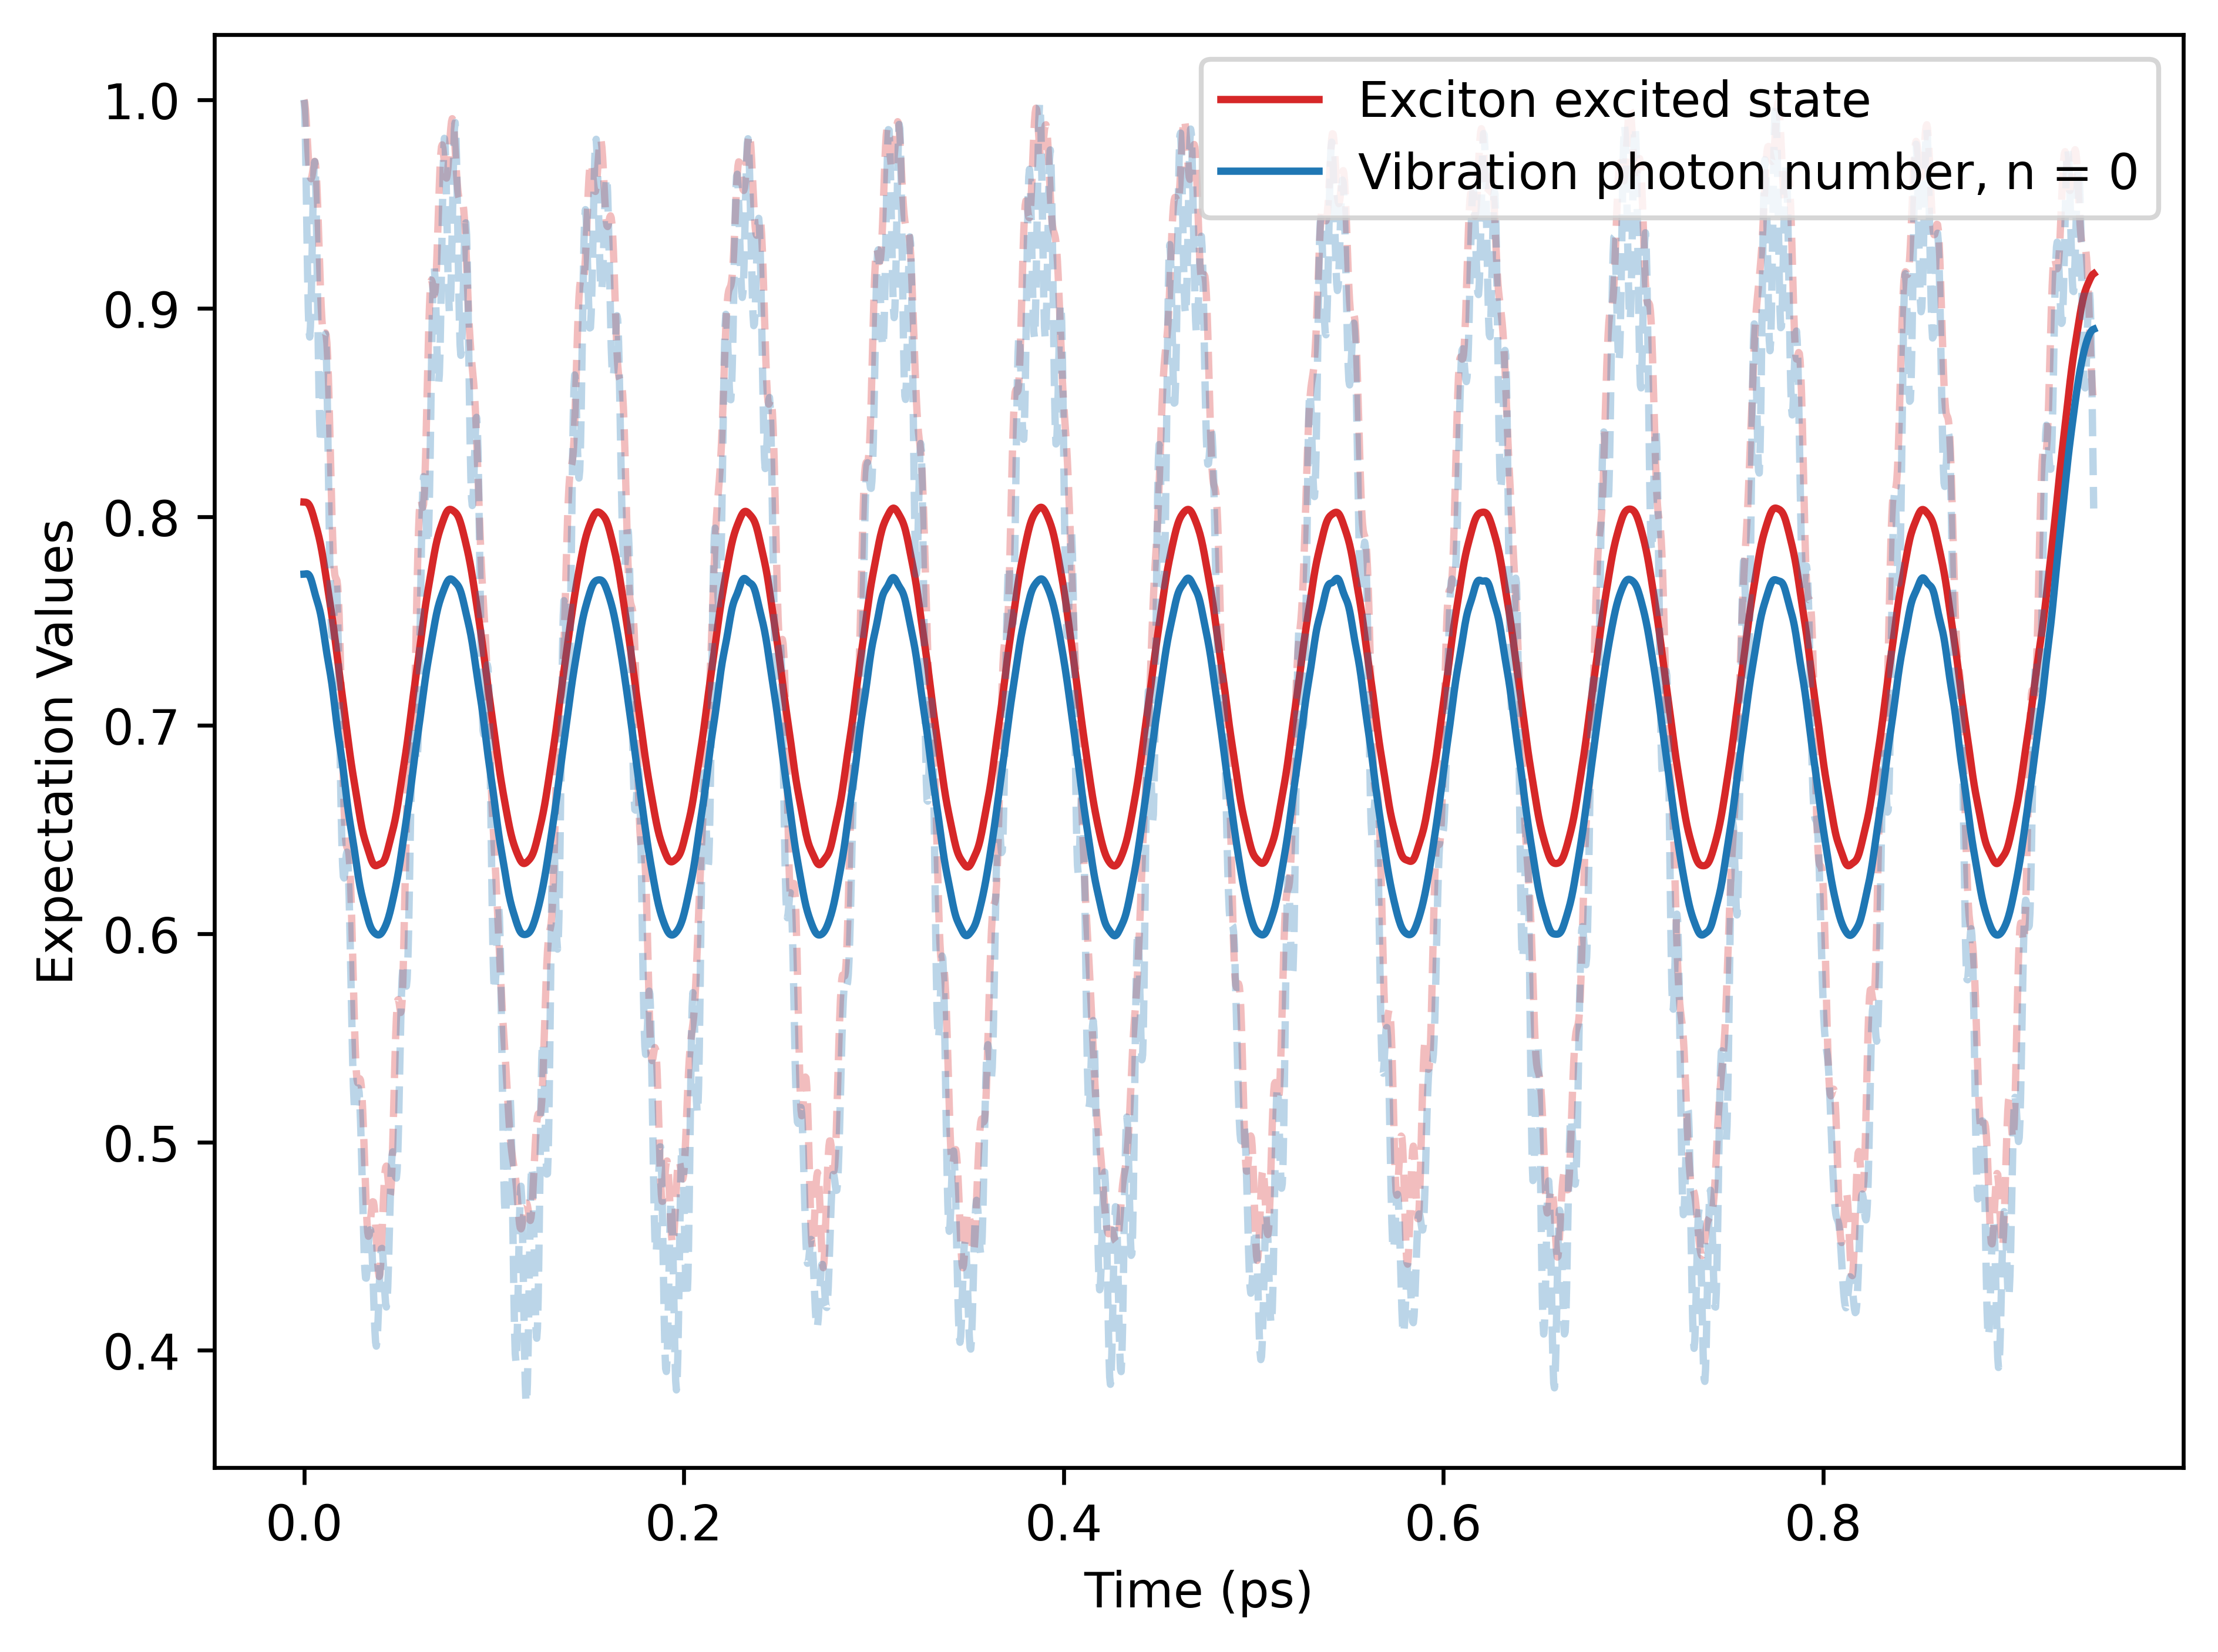 Exciton excited state
Vibration photon number, n = 0
1.0
0.9
0.8
0.7
0.6
0.5
0.4
Expectation Values
0.0 0.2 0.4 0.6 0.8
Time (ps)